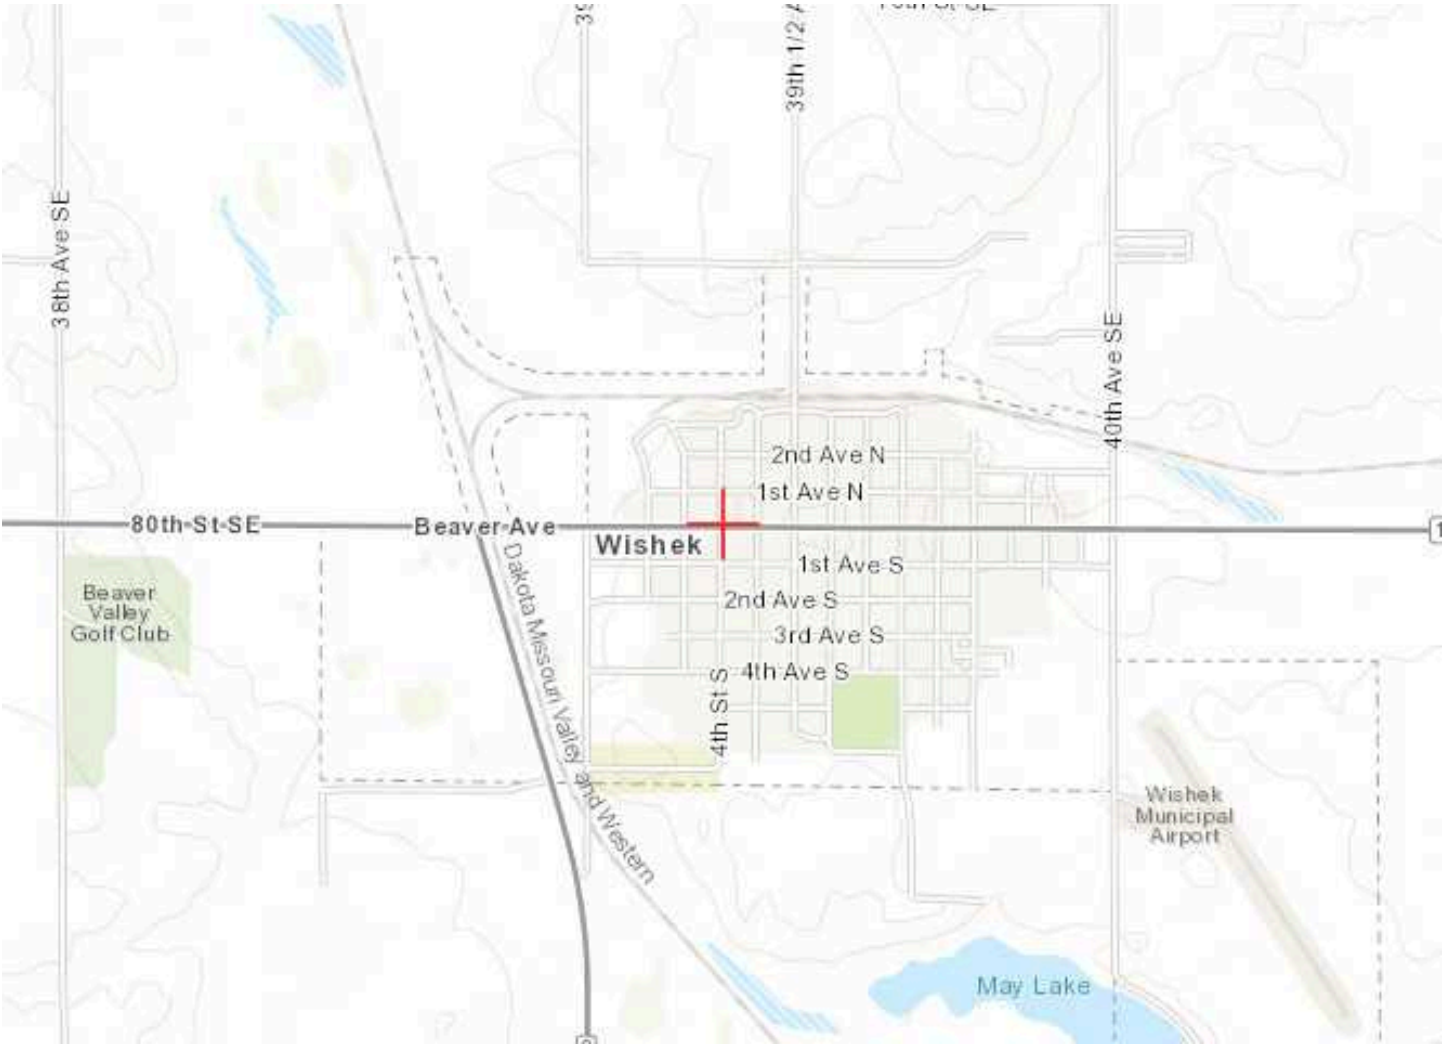 39th 1/2 A
38th Ave SE
40th Ave SE
2nd Ave N
1st Ave N
80th St SE
Beaver Ave
Wishek
1st Ave S
2nd Ave S
3rd Ave S
4th Ave S
4th St S
Dakota Missouri Valley and Western
Beaver
Valley
Golf Club
Wishek
Municipal
Airport
May Lake